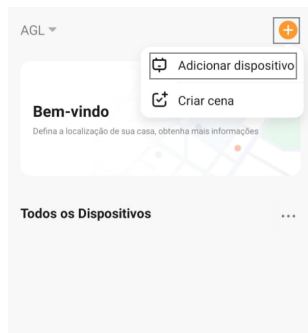 AGL
Adicionar dispositivo
Criar cena
Bem-vindo
Defina a localização de sua casa, obtenha mais informações
Todos os Dispositivos